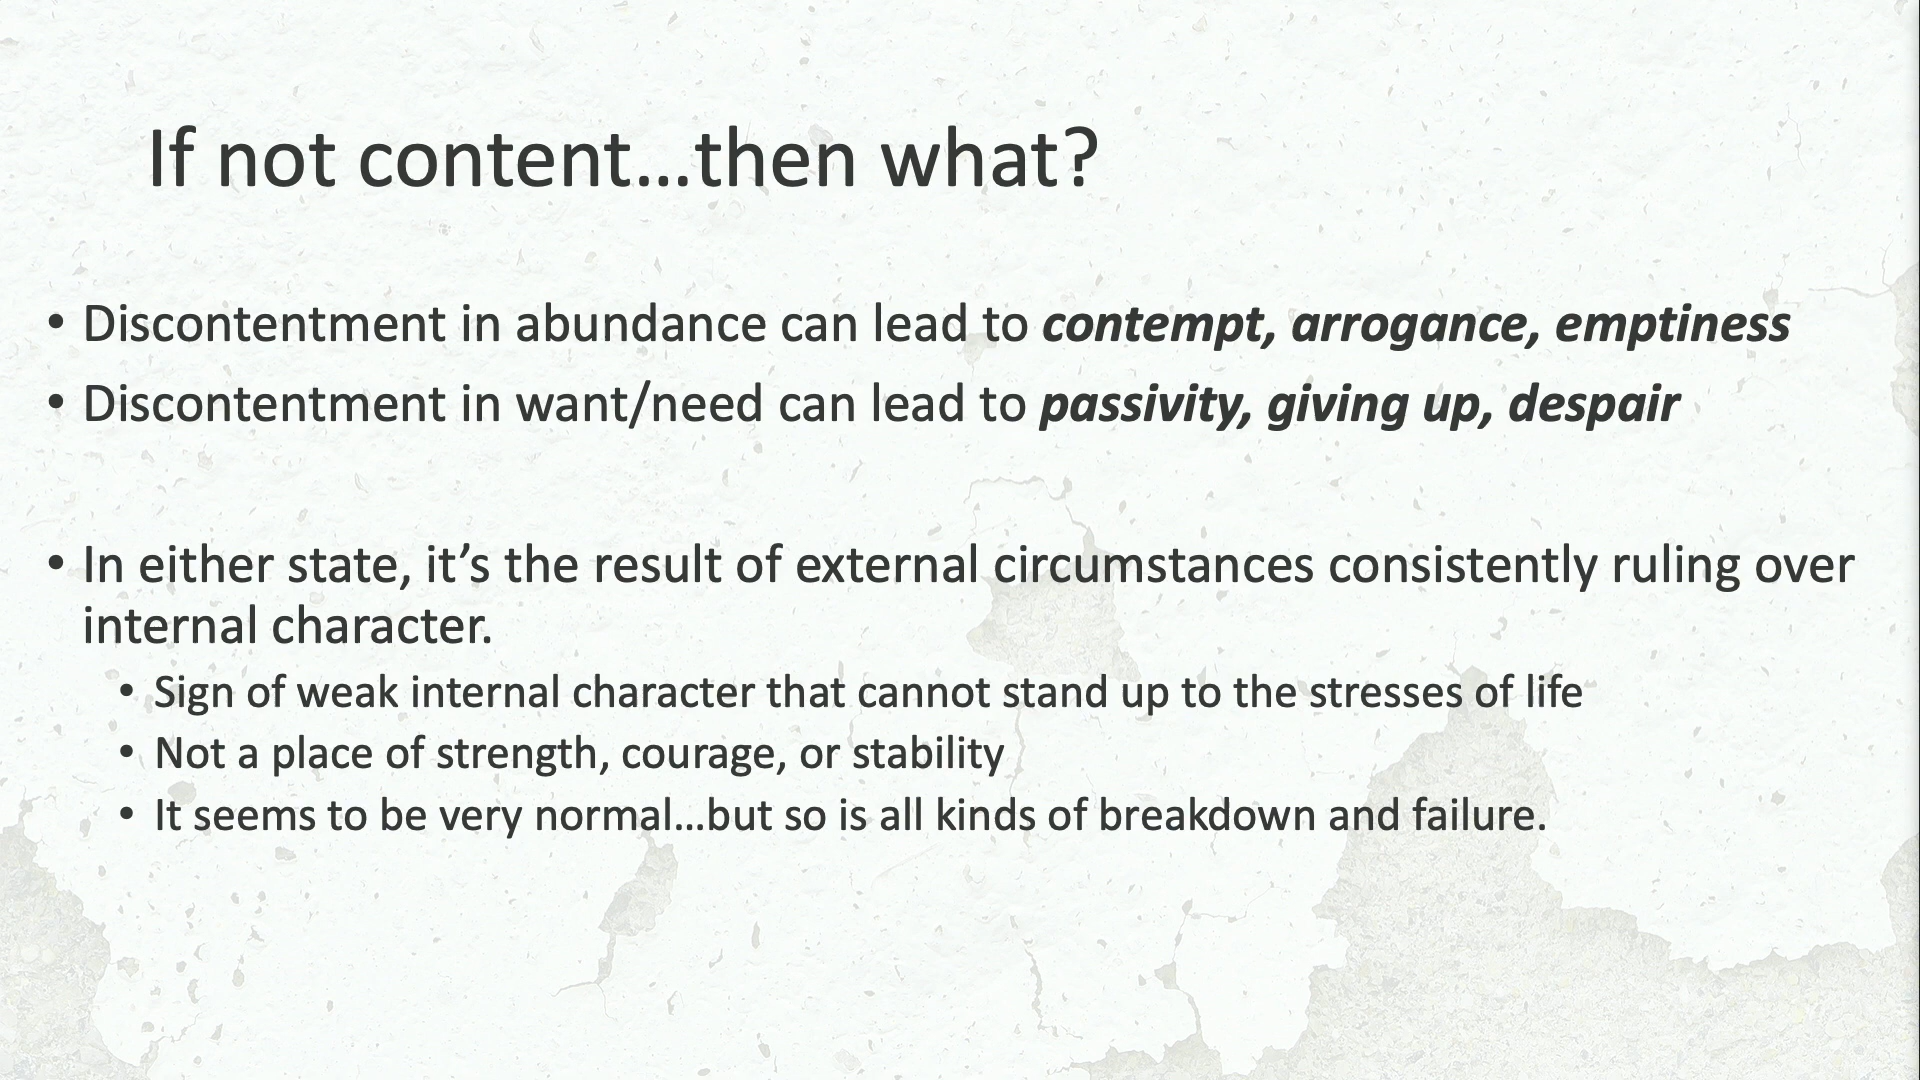 If not content…then what?
• Discontentment in abundance can lead to contempt, arrogance, emptiness
• Discontentment in want/need can lead to passivity, giving up, despair
• In either state, it’s the result of external circumstances consistently ruling over
internal character.
• Sign of weak internal character that cannot stand up to the stresses of life
• Not a place of strength, courage, or stability
• It seems to be very normal…but so is all kinds of breakdown and failure.